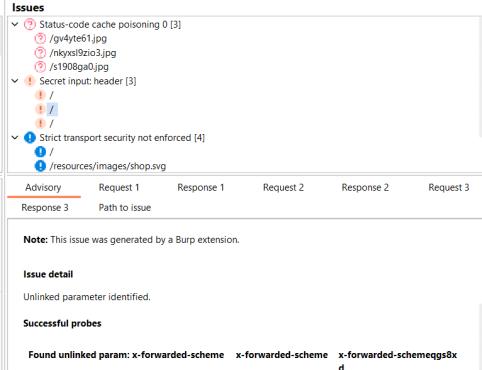 Issues
Status-code cache poisoning 0 [3]
/gv4yte61.jpg
/nkyxsl9zio3.jpg
/s1908ga0.jpg
Secret input: header [3]
/
/
/
Strict transport security not enforced [4]
/
/resources/images/shop.svg
Advisory Request 1 Response 1 Request 2 Response 2 Request 3
Response 3 Path to issue
Note: This issue was generated by a Burp extension.
Issue detail
Unlinked parameter identified.
Successful probes
Found unlinked param: x-forwarded-scheme x-forwarded-scheme x-forwarded-schemeqgs8x
d